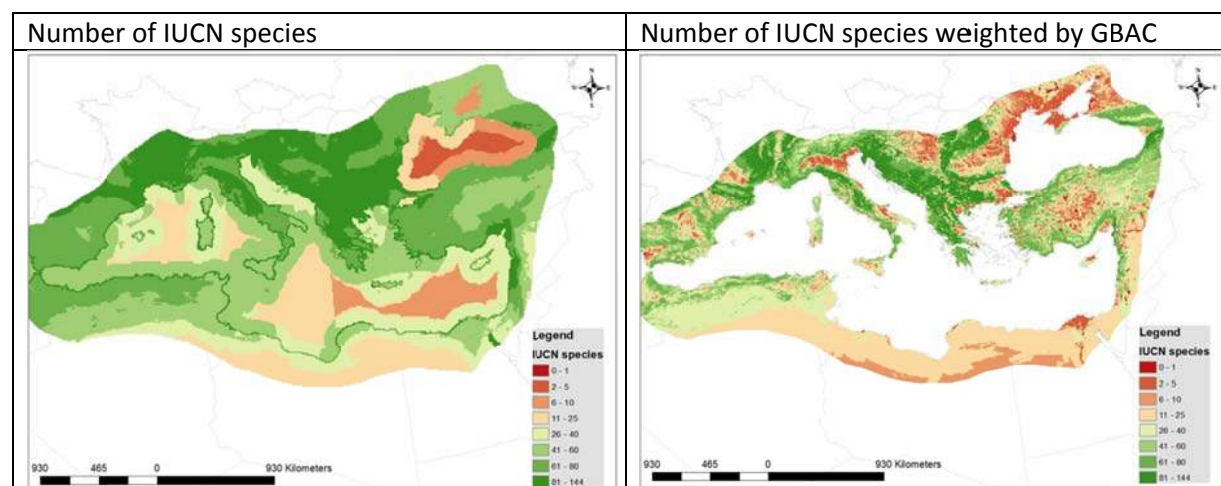 Number of IUCN species
Number of IUCN species weighted by GBAC
N
W E
S
Legend
IUCN species
0 - 1
2 - 5
6 - 10
11 - 25
26 - 40
41 - 60
61 - 80
81 - 144
930 465 0 930 Kilometers
N
W E
S
Legend
IUCN species
0 - 1
2 - 5
6 - 10
11 - 25
26 - 40
41 - 60
61 - 80
81 - 144
930 465 0 930 Kilometers